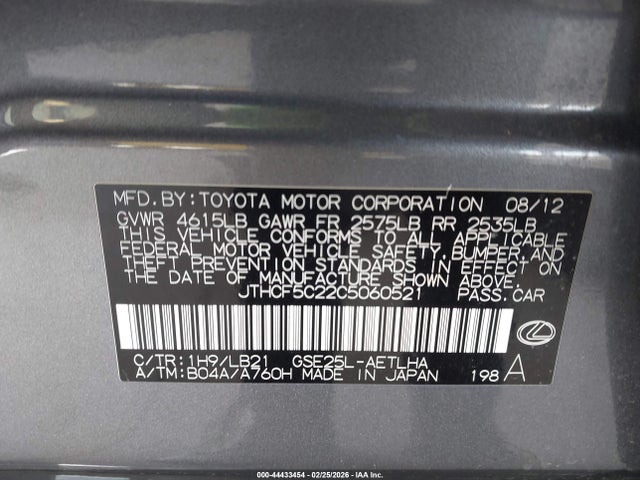 MFD.BY:TOYOTA MOTOR CORPORATION 08/12
GVWR 4615LB GAWR FR 2575LB RR 2535LB
THIS VEHICLE CONFORMS TO ALL APPLICABLE
FEDERAL MOTOR VEHICLE SAFETY,BUMPER,AND
THEFT PREVENTION STANDARDS IN EFFECT ON
THE DATE OF MANUFACTURE SHOWN ABOVE.
JTHCF5C22C5060521 PASS.CAR
C/TR:1H9/LB21 GSE25L-AETLHA
A/TM:B04A/A760H MADE IN JAPAN 198 A
000-44433454 - 02/25/2026 - IAAI.COM